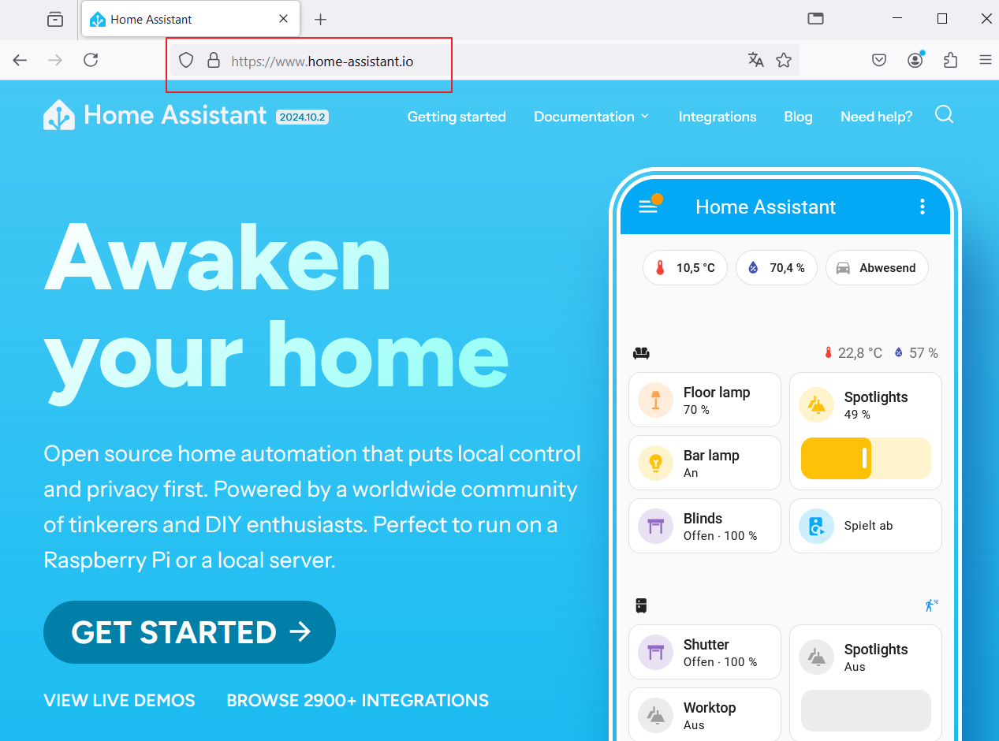 Home Assistant
https://www.home-assistant.io
Home Assistant 2024.10.2
Getting started
Documentation
Integrations
Blog
Need help?
Awaken
your home
Open source home automation that puts local control
and privacy first. Powered by a worldwide community
of tinkerers and DIY enthusiasts. Perfect to run on a
Raspberry Pi or a local server.
GET STARTED
VIEW LIVE DEMOS
BROWSE 2900+ INTEGRATIONS
Home Assistant
10,5 °C
70,4 %
Abwesend
22,8 °C
57 %
Floor lamp
70 %
Spotlights
49 %
Bar lamp
An
Blinds
Offen · 100 %
Spielt ab
Shutter
Offen · 100 %
Spotlights
Aus
Worktop
Aus